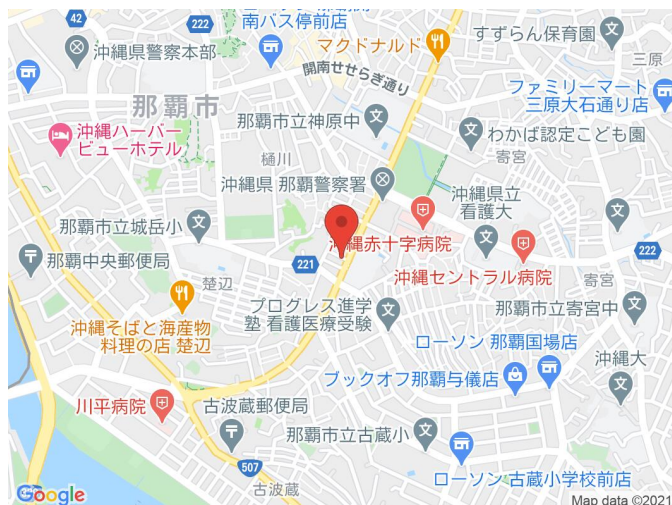 42
222
南バス停前店
すずらん保育園
沖縄県警察本部
マクドナルド
三原
開南せせらぎ通り
ファミリーマート
三原大石通り店
那覇市
那覇市立神原中
沖縄ハーバー
ビューホテル
わかば認定こども園
樋川
寄宮
沖縄県 那覇警察署
沖縄県立
看護大
那覇市立城岳小
沖縄赤十字病院
222
那覇中央郵便局
221
沖縄セントラル病院
楚辺
寄宮
プログレス進学
塾 看護医療受験
那覇市立寄宮中
沖縄そばと海産物
料理の店 楚辺
ローソン 那覇国場店
沖縄大
ブックオフ那覇与儀店
川平病院
古波蔵郵便局
那覇市立古蔵小
507
古波蔵
ローソン 古蔵小学校前店
Google
Map data ©2021